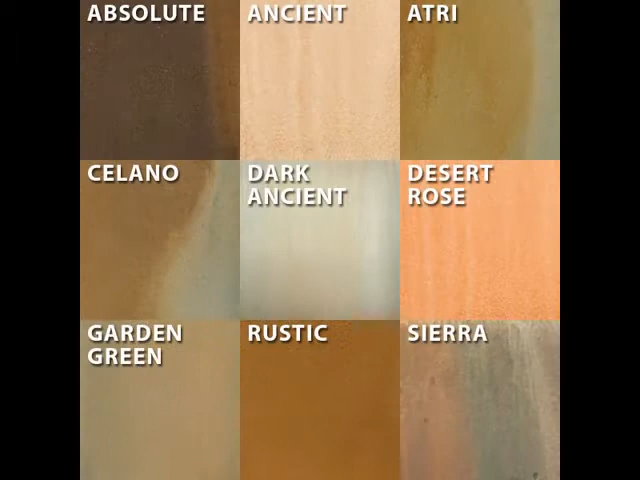 ABSOLUTE
ANCIENT
ATRI
CELANO
DARK
ANCIENT
DESERT
ROSE
GARDEN
GREEN
RUSTIC
SIERRA